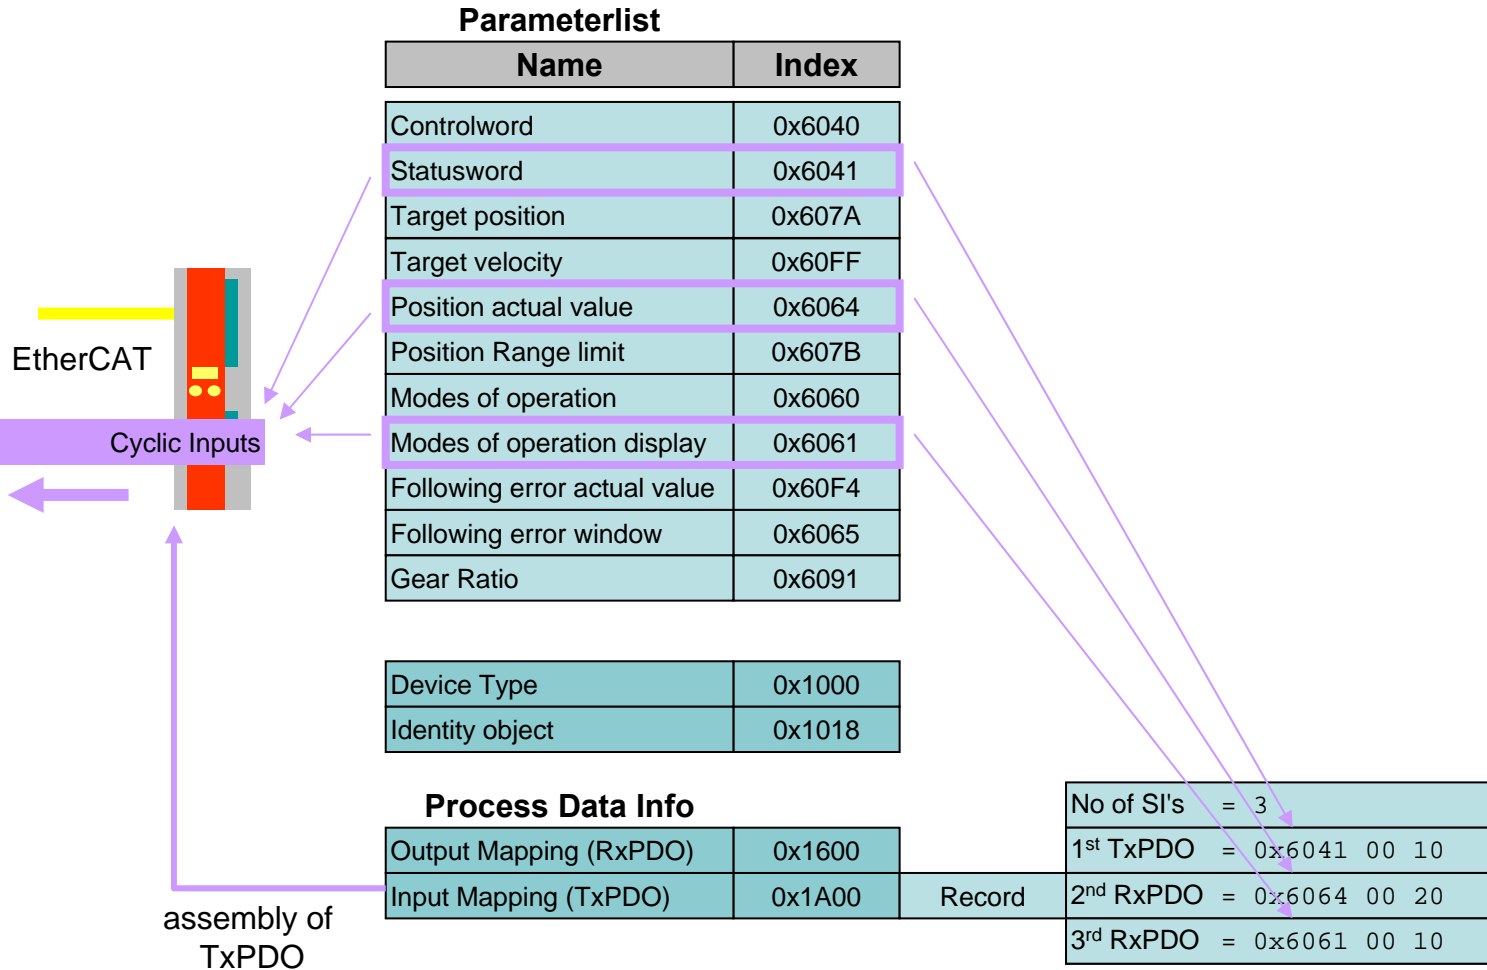 Parameterlist
Name Index
Controlword 0x6040
Statusword 0x6041
Target position 0x607A
Target velocity 0x60FF
Position actual value 0x6064
Position Range limit 0x607B
Modes of operation 0x6060
Modes of operation display 0x6061
Following error actual value 0x60F4
Following error window 0x6065
Gear Ratio 0x6091
EtherCAT
Cyclic Inputs
Device Type 0x1000
Identity object 0x1018
Process Data Info
Output Mapping (RxPDO) 0x1600
Input Mapping (TxPDO) 0x1A00 Record
No of SI's = 3
1st TxPDO = 0x6041 00 10
2nd RxPDO = 0x6064 00 20
3rd RxPDO = 0x6061 00 10
assembly of
TxPDO